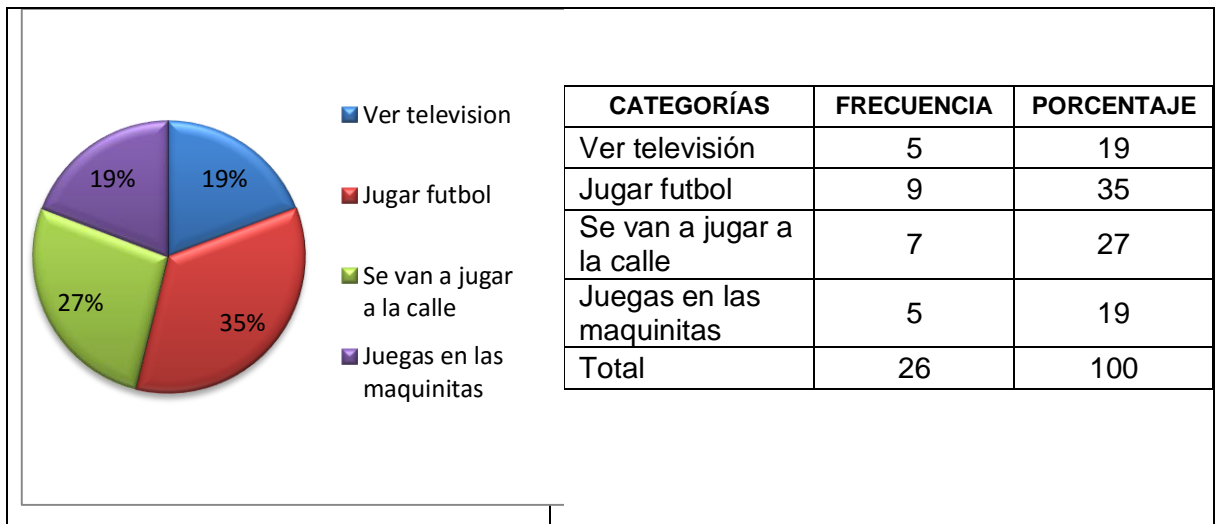 19%
19%
27%
35%
Ver television
Jugar futbol
Se van a jugar
a la calle
Juegas en las
maquinitas
CATEGORÍAS FRECUENCIA PORCENTAJE
Ver televisión 5 19
Jugar futbol 9 35
Se van a jugar a
la calle 7 27
Juegas en las
maquinitas 5 19
Total 26 100